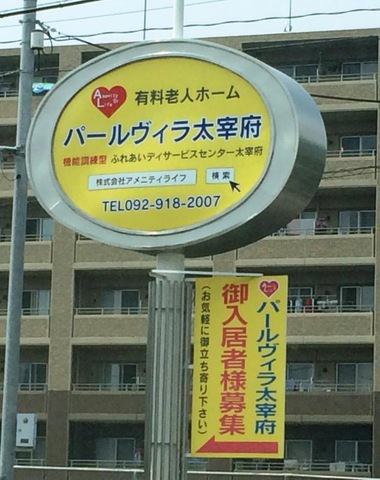 Amenity of Life
有料老人ホーム
パールヴィラ太宰府
機能訓練型 ふれあいデイサービスセンター太宰府
株式会社アメニティライフ 検索
TEL092-918-2007
パールヴィラ太宰府
御入居者様募集
(お気軽に御立ち寄り下さい)